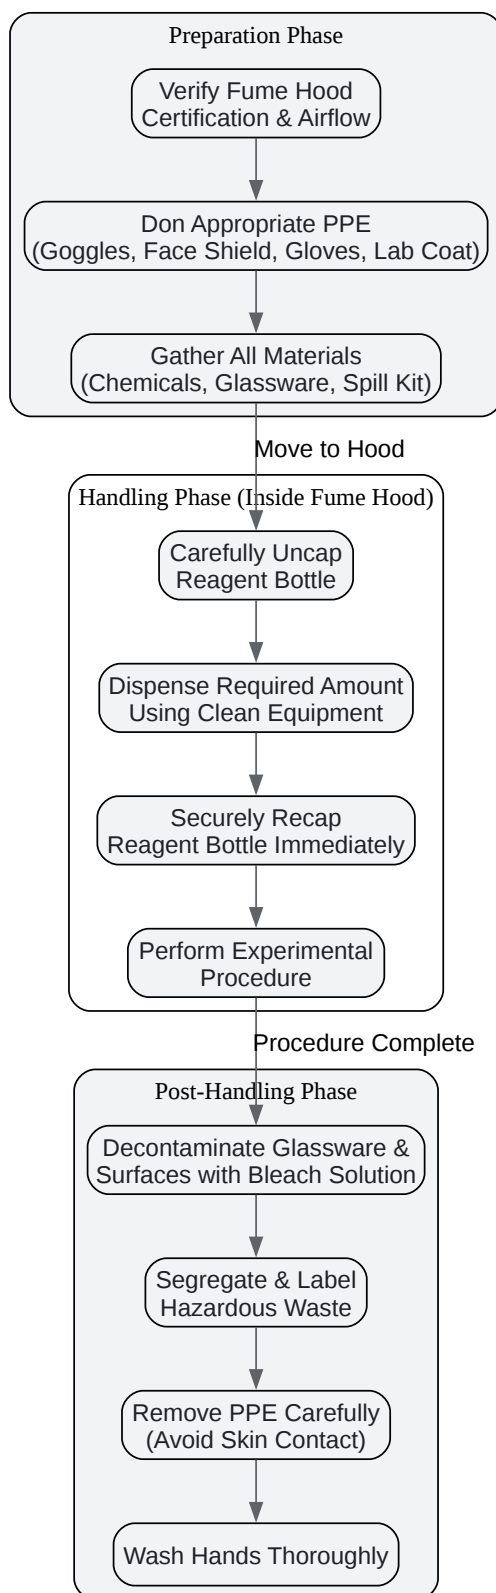 Preparation Phase
Verify Fume Hood
Certification & Airflow
Don Appropriate PPE
(Goggles, Face Shield, Gloves, Lab Coat)
Gather All Materials
(Chemicals, Glassware, Spill Kit)
Move to Hood
Handling Phase (Inside Fume Hood)
Carefully Uncap
Reagent Bottle
Dispense Required Amount
Using Clean Equipment
Securely Recap
Reagent Bottle Immediately
Perform Experimental
Procedure
Procedure Complete
Post-Handling Phase
Decontaminate Glassware &
Surfaces with Bleach Solution
Segregate & Label
Hazardous Waste
Remove PPE Carefully
(Avoid Skin Contact)
Wash Hands Thoroughly